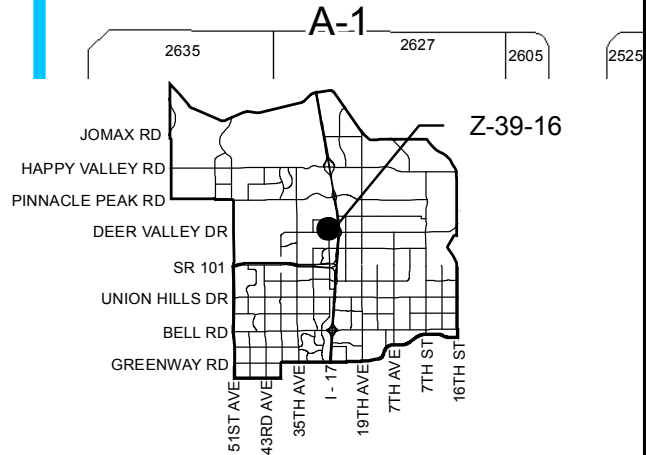 A-1
2635
2627
2605
2525
Z-39-16
JOMAX RD
HAPPY VALLEY RD
PINNACLE PEAK RD
DEER VALLEY DR
SR 101
UNION HILLS DR
BELL RD
GREENWAY RD
51ST AVE
43RD AVE
35TH AVE
I - 17
19TH AVE
7TH AVE
7TH ST
16TH ST